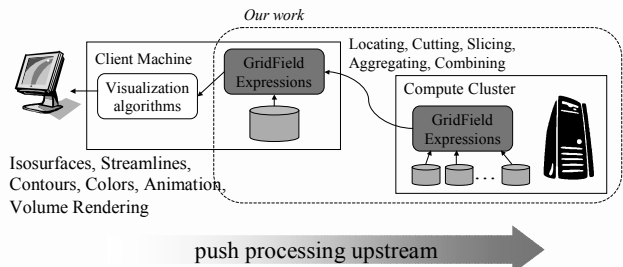 Our work
Client Machine
GridField
Expressions
Visualization
algorithms
Locating, Cutting, Slicing,
Aggregating, Combining
Compute Cluster
GridField
Expressions
. . .
Isosurfaces, Streamlines,
Contours, Colors, Animation,
Volume Rendering
push processing upstream